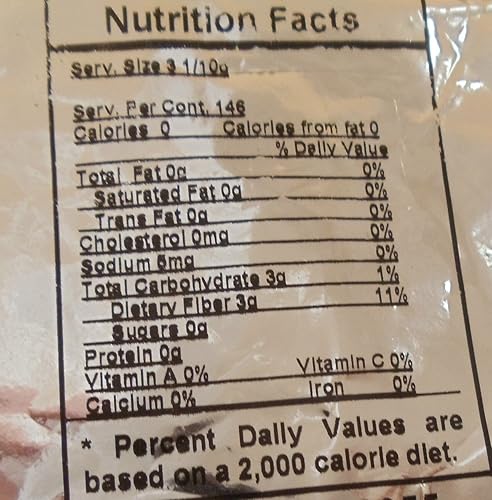 Nutrition Facts
Serv. Size 3 1/10g
Serv. Per Cont. 146
Calories 0 Calories from fat 0
% Daily Value
Total Fat 0g 0%
Saturated Fat 0g 0%
Trans Fat 0g 0%
Cholesterol 0mg 0%
Sodium 5mg 0%
Total Carbohydrate 3g 1%
Dietary Fiber 3g 11%
Sugars 0g
Protein 0g
Vitamin A 0% Vitamin C 0%
Calcium 0% Iron 0%
* Percent Daily Values are
based on a 2,000 calorie diet.